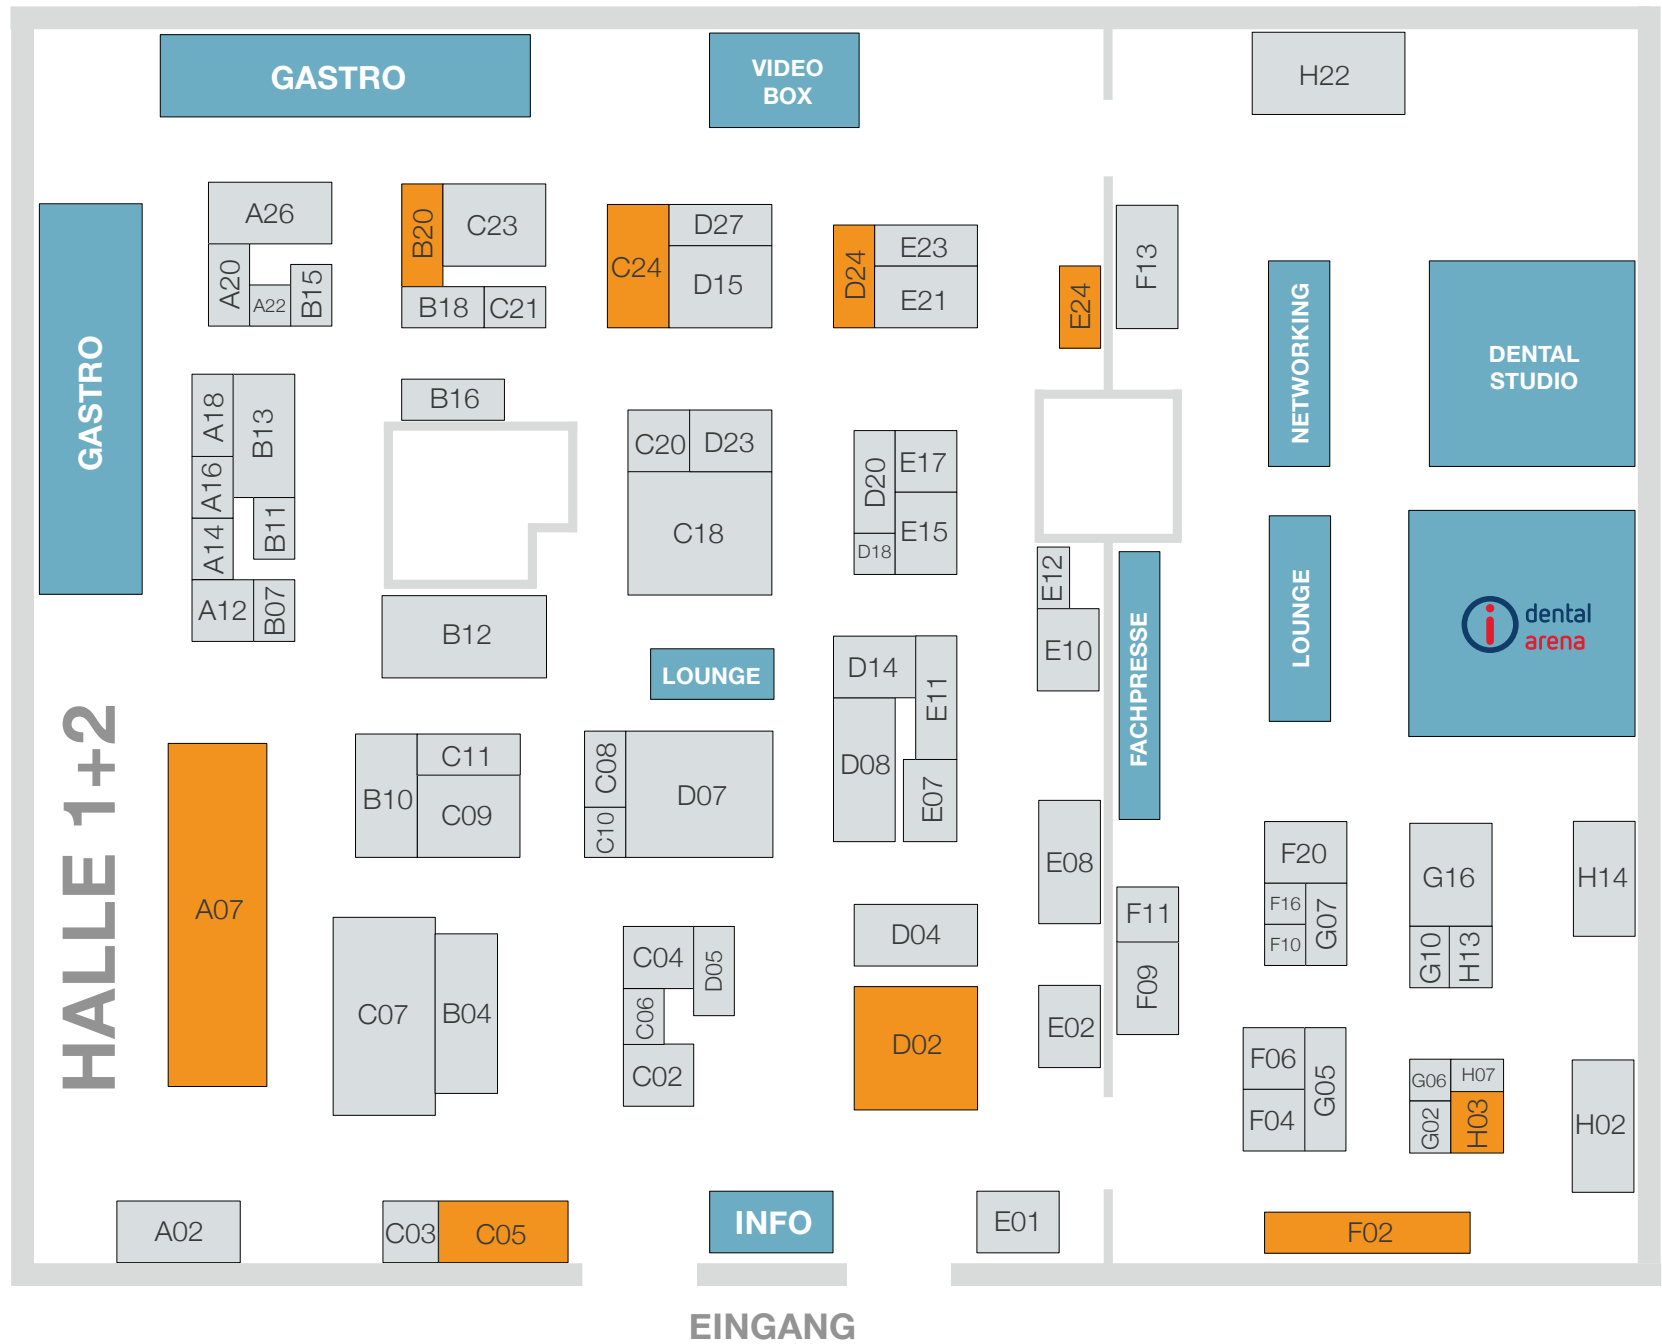 GASTRO
VIDEO
BOX
H22
A26
A20
A22
B15
B20
C23
B18
C21
C24
D27
D15
D24
E23
E21
E24
F13
GASTRO
NETWORKING
DENTAL
STUDIO
A18
B13
A16
B11
A14
A12
B07
B16
B12
C20
D23
C18
D20
E17
E15
D18
E12
E10
FACHPRESSE
LOUNGE
i dental
arena
LOUNGE
D14
E11
D08
E07
HALLE 1+2
A07
B10
C11
C09
C08
C10
D07
E08
F11
F09
F20
F16
F10
G07
G16
G10
H13
H14
C07
B04
C04
D05
C06
C02
D04
D02
E02
F06
F04
G05
G06
H07
G02
H03
H02
A02
C03
C05
INFO
E01
F02
EINGANG